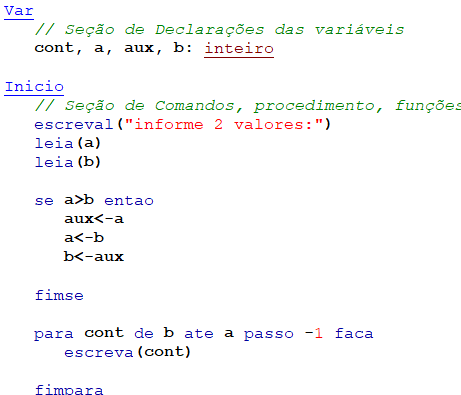 Var
// Seção de Declarações das variáveis
cont, a, aux, b: inteiro
Inicio
// Seção de Comandos, procedimento, funções
escreval("informe 2 valores:")
leia(a)
leia(b)
se a>b entao
aux<-a
a<-b
b<-aux
fimse
para cont de b ate a passo -1 faca
escreva(cont)
fimpara